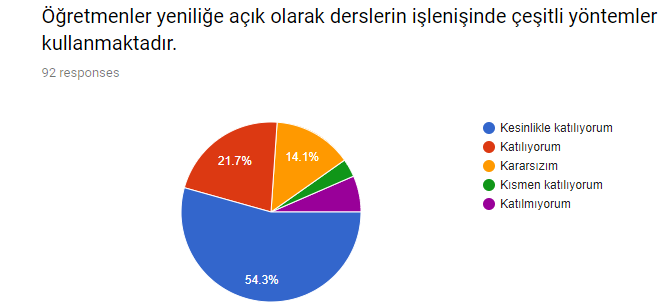 Öğretmenler yeniliğe açık olarak derslerin işlenişinde çeşitli yöntemler
kullanmaktadır.
92 responses
21.7%
14.1%
54.3%
Kesinlikle katılıyorum
Katılıyorum
Kararsızım
Kısmen katılıyorum
Katılmıyorum